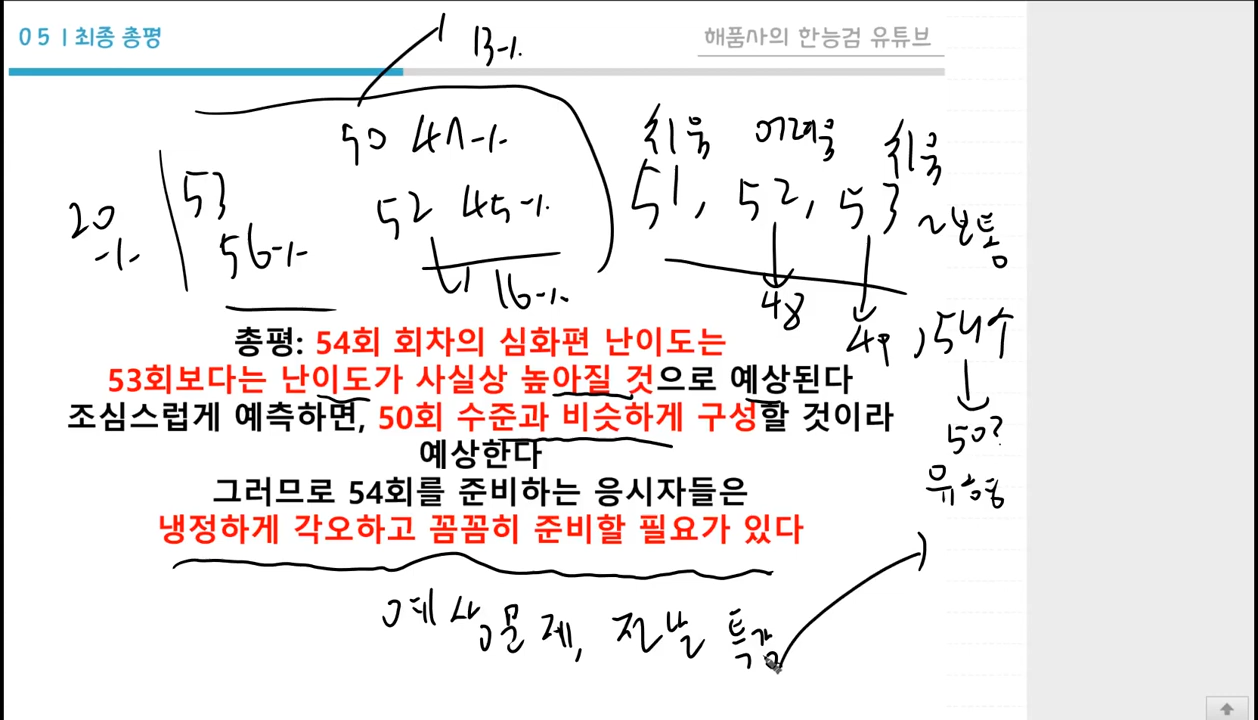 05 | 최종 총평
해품사의 한능검 유튜브
13%
50 41%
쉬움 어려움 쉬움
51, 52, 53
~보통
20%
53
56%
52 45%
16%
48
49, 54수
50?
유형
총평: 54회 회차의 심화편 난이도는
53회보다는 난이도가 사실상 높아질 것으로 예상된다
조심스럽게 예측하면, 50회 수준과 비슷하게 구성할 것이라
예상한다
그러므로 54회를 준비하는 응시자들은
냉정하게 각오하고 꼼꼼히 준비할 필요가 있다
예상문제, 전날 특강